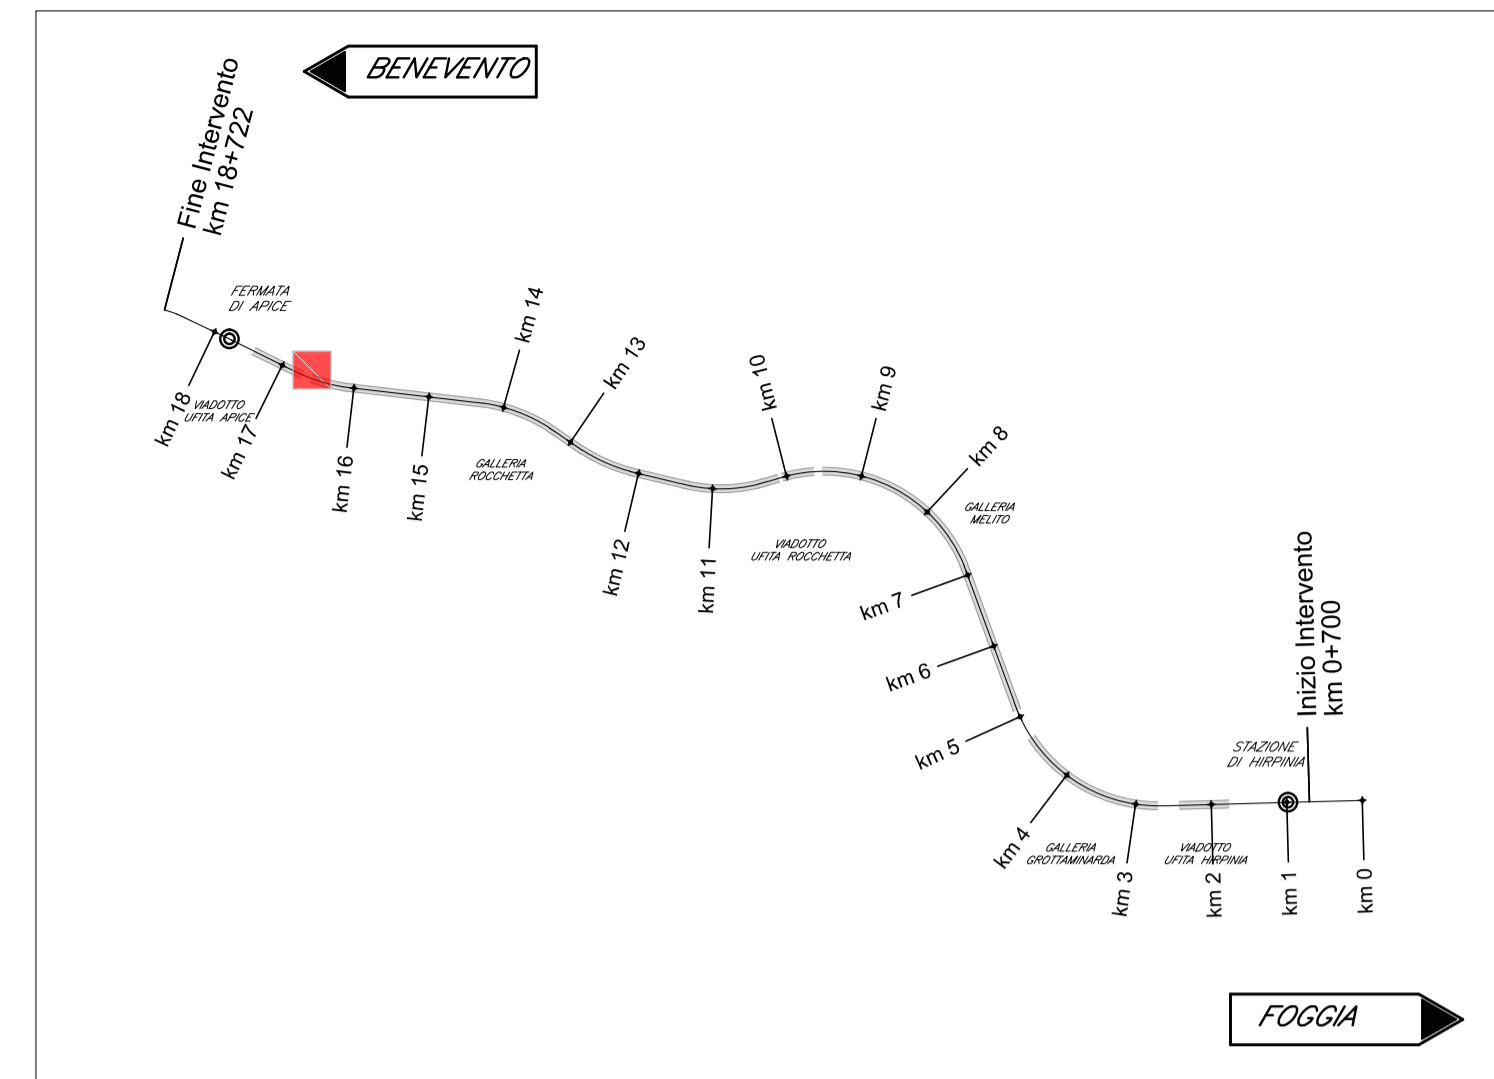 BENEVENTO
Fine Intervento
km 18+722
FERMATA
DI APICE
km 18
VIADOTTO
UFITA APICE
km 17
km 16
km 15
km 14
GALLERIA
ROCCHETTA
km 13
km 12
km 11
km 10
VIADOTTO
UFITA ROCCHETTA
km 9
km 8
GALLERIA
MELITO
km 7
km 6
km 5
km 4
GALLERIA
GROTTAMINARDA
km 3
VIADOTTO
UFITA HIRPINIA
km 2
STAZIONE
DI HIRPINIA
Inizio Intervento
km 0+700
km 1
km 0
FOGGIA